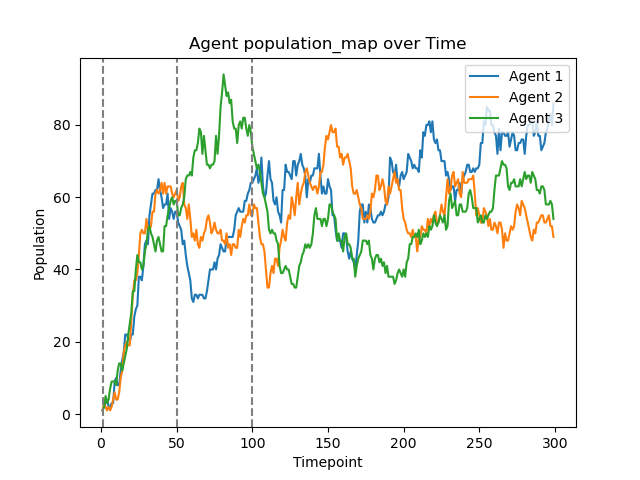 Agent population_map over Time
Agent 1
Agent 2
Agent 3
Population
80
60
40
20
0
0 50 100 150 200 250 300
Timepoint